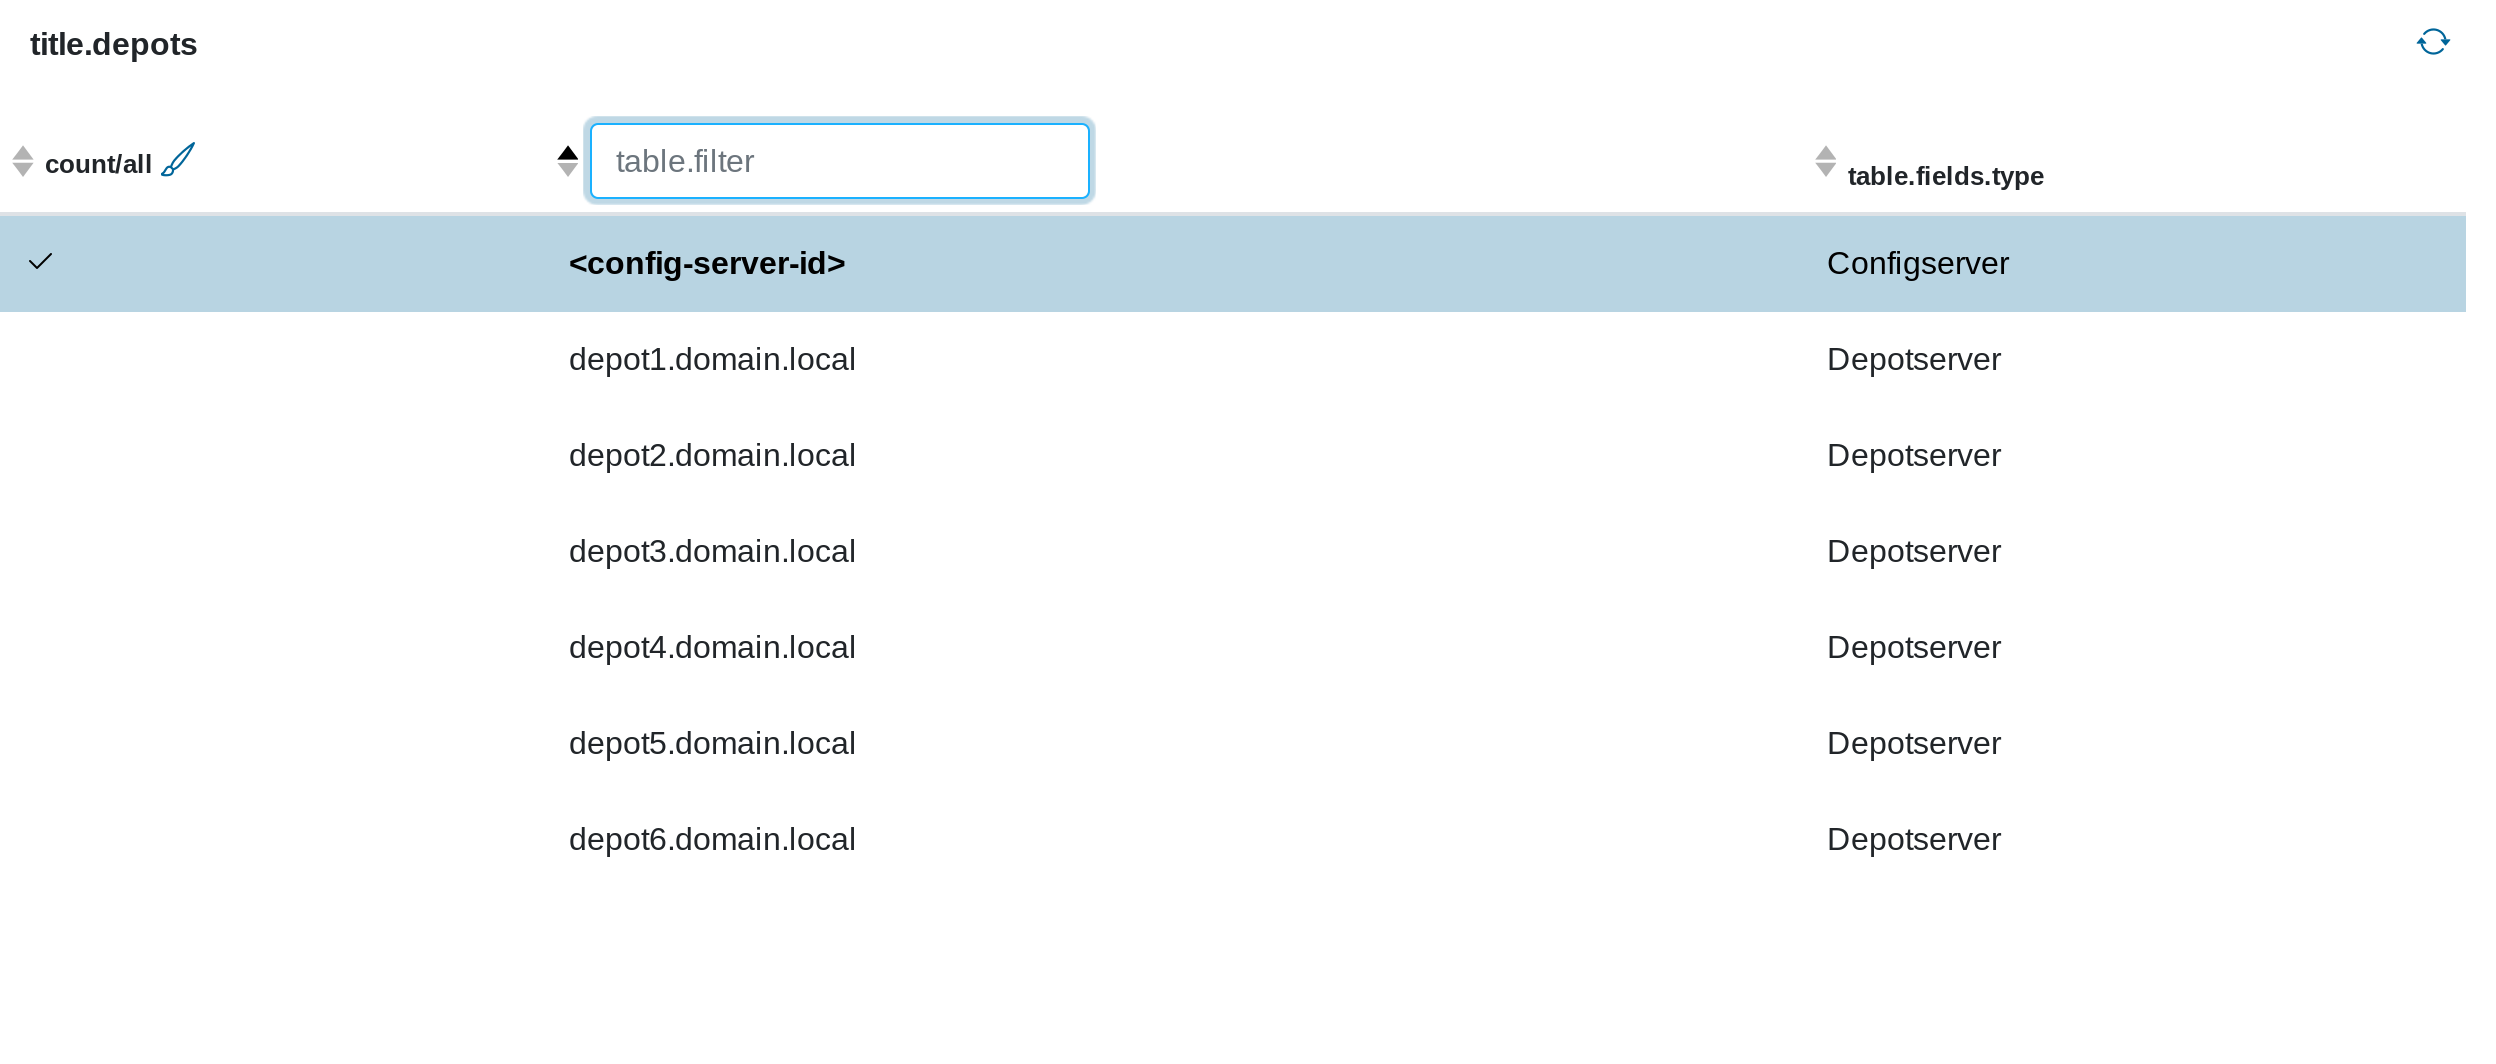 title.depots
count/all table.filter table.fields.type
<config-server-id> Configserver
depot1.domain.local Depotserver
depot2.domain.local Depotserver
depot3.domain.local Depotserver
depot4.domain.local Depotserver
depot5.domain.local Depotserver
depot6.domain.local Depotserver